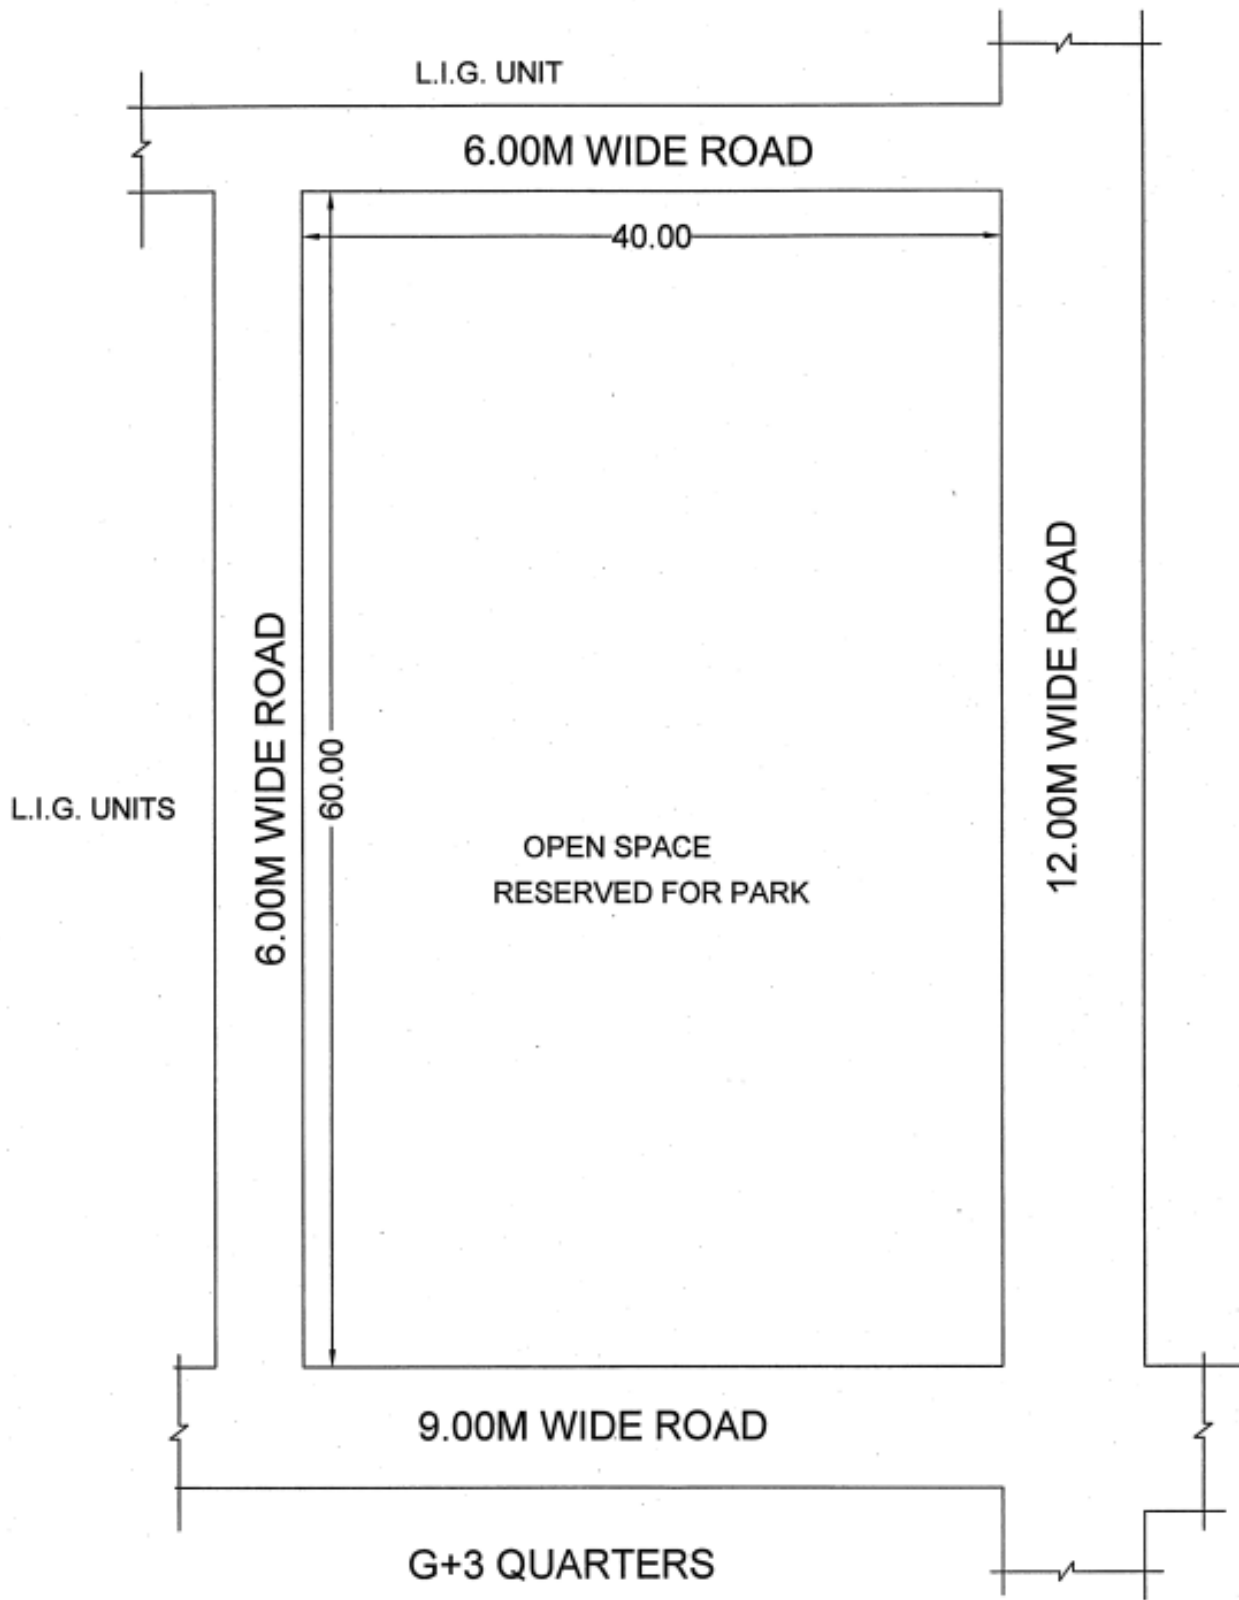 L.I.G. UNIT
6.00M WIDE ROAD
40.00
12.00M WIDE ROAD
6.00M WIDE ROAD
60.00
L.I.G. UNITS
OPEN SPACE
RESERVED FOR PARK
9.00M WIDE ROAD
G+3 QUARTERS